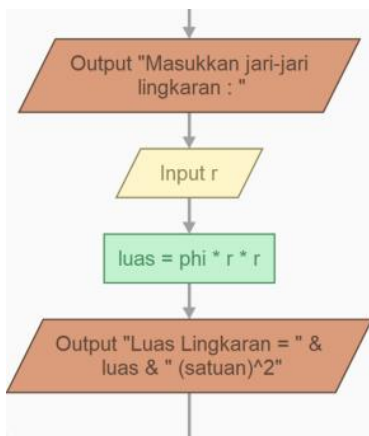 Output "Masukkan jari-jari
lingkaran : "
Input r
luas = phi * r * r
Output "Luas Lingkaran = " &
luas & " (satuan)^2"